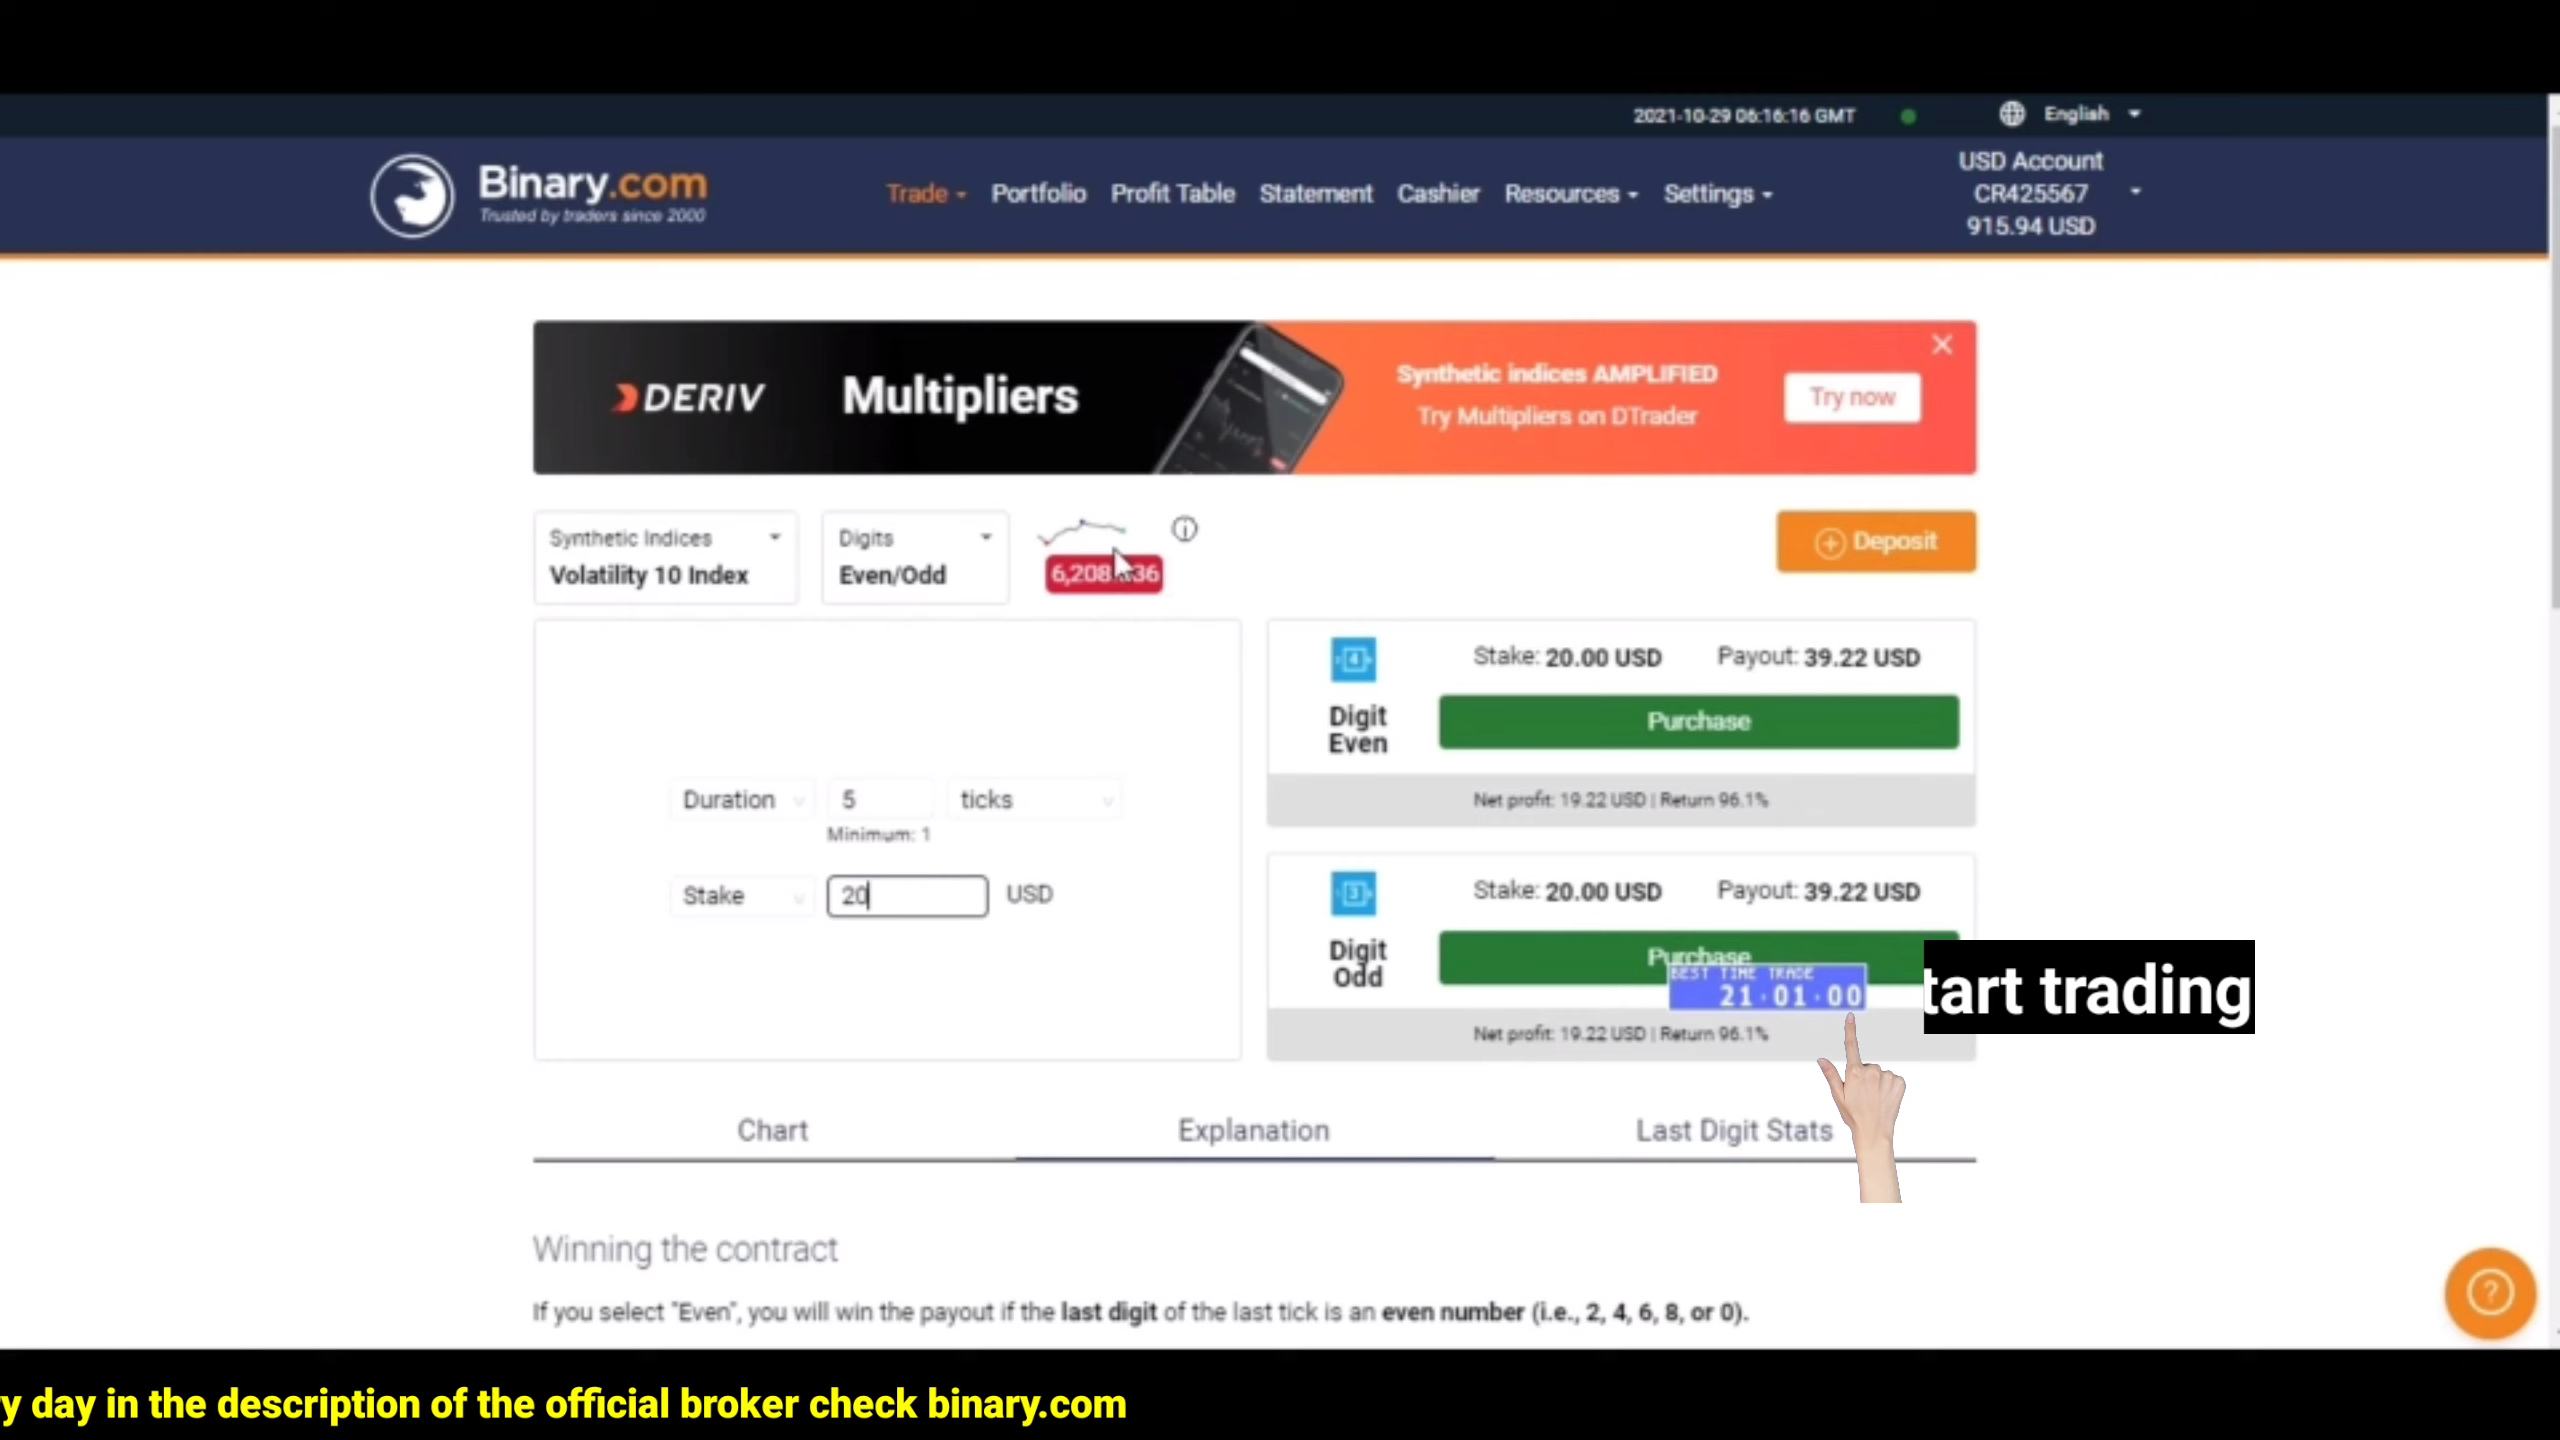 2021-10-29 06:16:16 GMT English
Binary.com
Trusted by traders since 2000
Trade Portfolio Profit Table Statement Cashier Resources Settings
USD Account
CR425567
915.94 USD
DERIV Multipliers
Synthetic indices AMPLIFIED
Try Multipliers on DTrader
Try now
Synthetic Indices
Volatility 10 Index
Digits
Even/Odd
Deposit
Stake: 20.00 USD Payout: 39.22 USD
Digit Even
Purchase
Net profit: 19.22 USD | Return 96.1%
Duration 5 ticks
Minimum: 1
Stake 20 USD
Stake: 20.00 USD Payout: 39.22 USD
Digit Odd
Purchase
BEST TIME TRADE
21:01:00
tart trading
Net profit: 19.22 USD | Return 96.1%
Chart Explanation Last Digit Stats
Winning the contract
If you select "Even", you will win the payout if the last digit of the last tick is an even number (i.e., 2, 4, 6, 8, or 0).
y day in the description of the official broker check binary.com